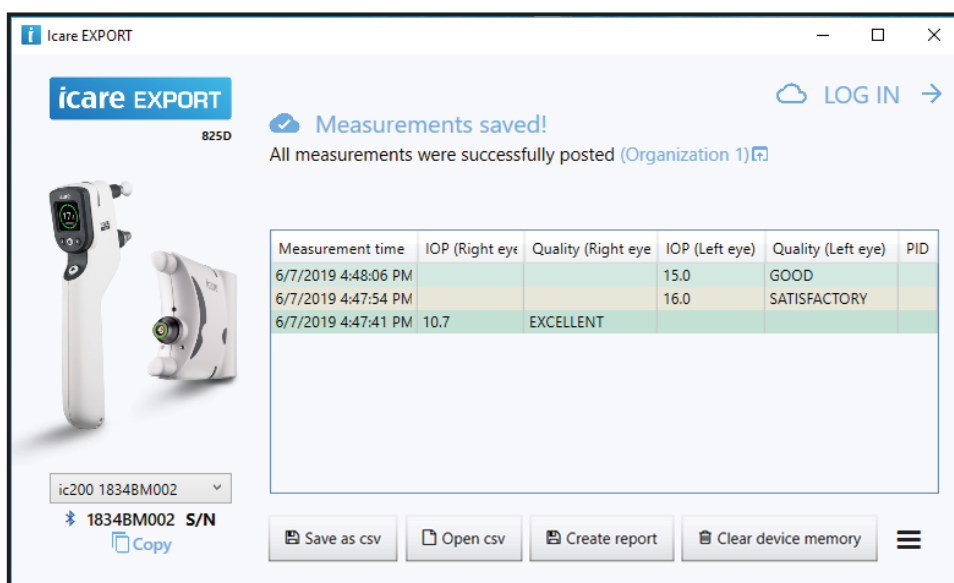 Icare EXPORT
icare EXPORT
825D
LOG IN
Measurements saved!
All measurements were successfully posted (Organization 1)
Measurement time IOP (Right eye Quality (Right eye IOP (Left eye) Quality (Left eye) PID
6/7/2019 4:48:06 PM 15.0 GOOD
6/7/2019 4:47:54 PM 16.0 SATISFACTORY
6/7/2019 4:47:41 PM 10.7 EXCELLENT
icare
17
ic200 1834BM002
1834BM002 S/N
Copy
Save as csv Open csv Create report Clear device memory